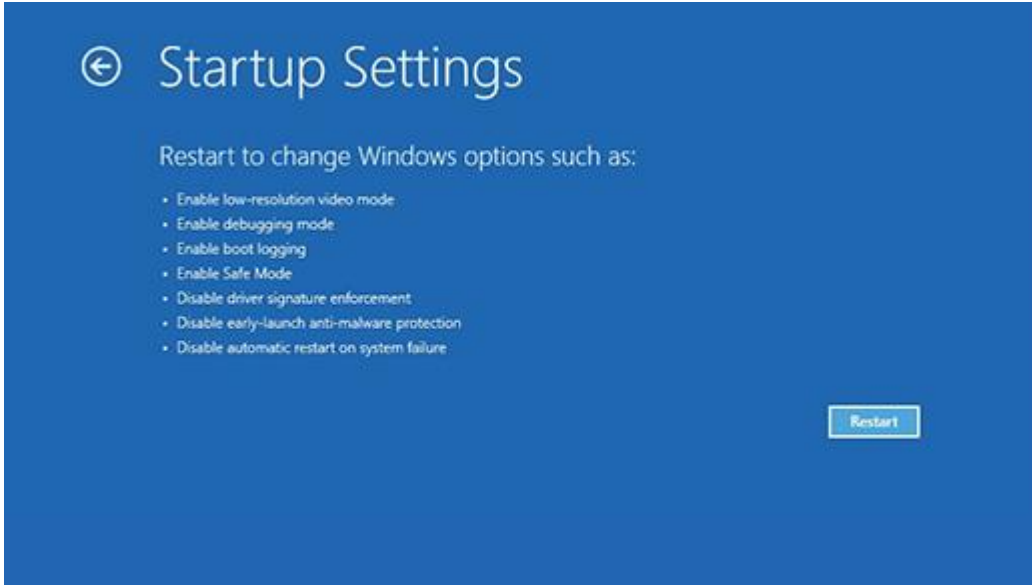 Startup Settings
Restart to change Windows options such as:
• Enable low-resolution video mode
• Enable debugging mode
• Enable boot logging
• Enable Safe Mode
• Disable driver signature enforcement
• Disable early-launch anti-malware protection
• Disable automatic restart on system failure
Restart